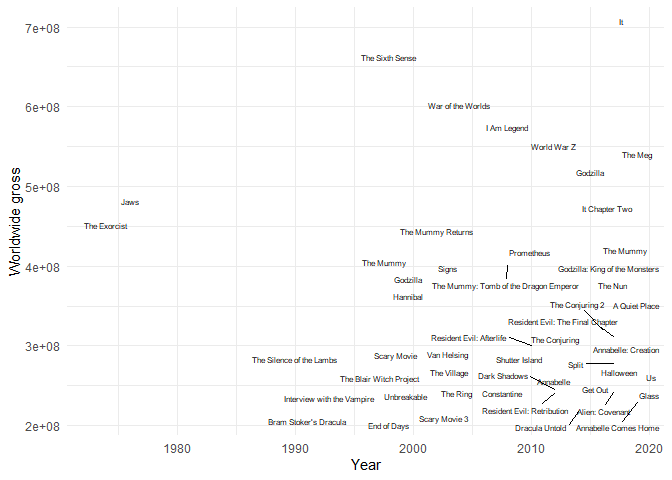 7e+08
It
The Sixth Sense
6e+08
War of the Worlds
I Am Legend
World War Z
The Meg
Godzilla
5e+08
Jaws
It Chapter Two
The Exorcist
The Mummy Returns
Prometheus
The Mummy
4e+08
The Mummy
Signs
Godzilla: King of the Monsters
Scary Movie
Hannibal
The Mummy: Tomb of the Dragon Emperor
The Nun
Godzilla
The Conjuring 2
A Quiet Place
Resident Evil: The Final Chapter
3e+08
Resident Evil: Afterlife
The Conjuring
Annabelle: Creation
The Silence of the Lambs
Van Helsing
Shutter Island
Split
The Blair Witch Project
The Village
Dark Shadows
Annabelle
Halloween
Us
Interview with the Vampire
Unbreakable
The Ring
Constantine
Get Out
Glass
Resident Evil: Retribution
Alien: Covenant
Bram Stoker's Dracula
End of Days
Scary Movie 3
Dracula Untold
Annabelle Comes Home
2e+08
1980
1990
2000
2010
2020
Year
Worldwide gross